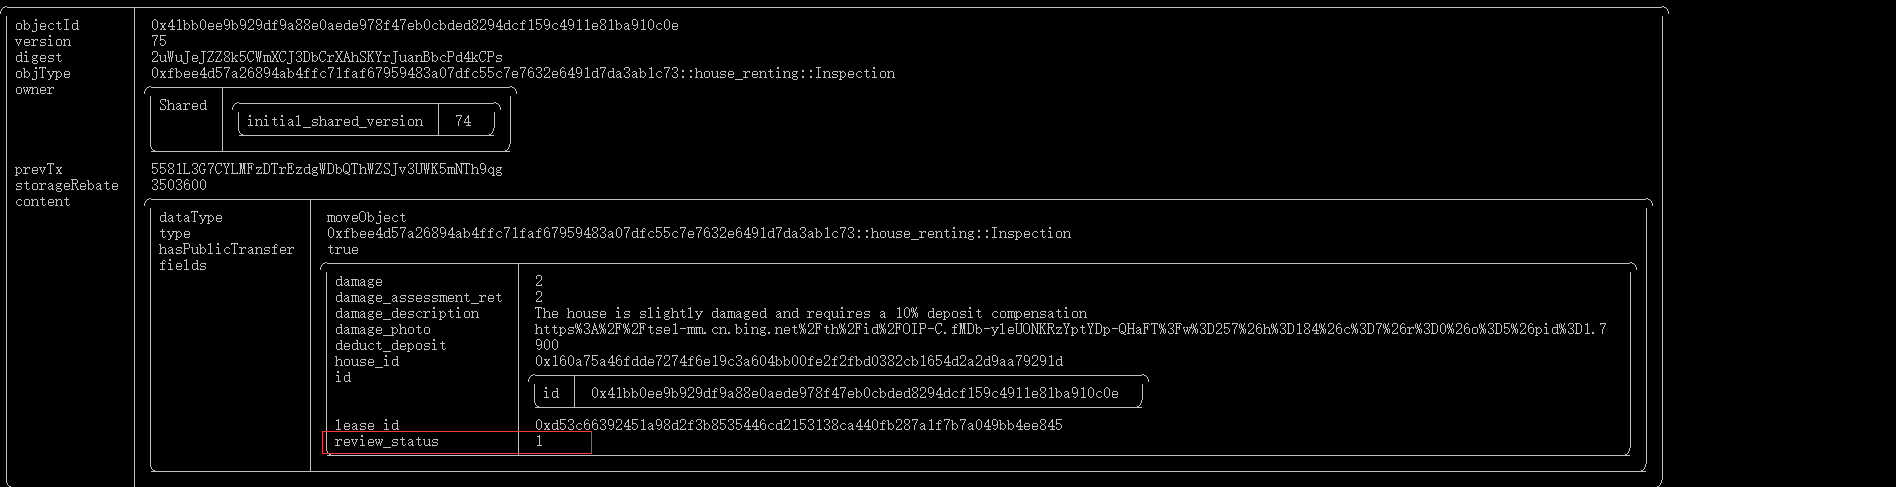 objectId 0x41bb0ee9b929df9a88e0aede978f47eb0cbded8294dcf159c4911e81ba910c0e
version 75
digest 2uWuJeJZZ8k5CWmXCJ3DbCrXAhSKYrJuanBbcPd4kCPs
objType 0xfbee4d57a26894ab4ffc71faf67959483a07dfc55c7e7632e6491d7da3ab1c73::house_renting::Inspection
owner
Shared
initial_shared_version 74
prevTx 5581L3G7CYLMFzDTrEzdgWDbQThWZSJv3UWK5mNTh9qg
storageRebate 3503600
content
dataType moveObject
type 0xfbee4d57a26894ab4ffc71faf67959483a07dfc55c7e7632e6491d7da3ab1c73::house_renting::Inspection
hasPublicTransfer true
fields
damage 2
damage_assessment_ret 2
damage_description The house is slightly damaged and requires a 10% deposit compensation
damage_photo https%3A%2F%2Ftse1-mm.cn.bing.net%2Fth%2Fid%2FOIP-C.fMDb-y1eUONKRzYptYDp-QHaFT%3Fw%3D257%26h%3D184%26c%3D7%26r%3D0%26o%3D5%26pid%3D1.7
deduct_deposit 900
house_id 0x160a75a46fdde7274f6e19c3a604bb00fe2f2fbd0382cb1654d2a2d9aa79291d
id
id 0x41bb0ee9b929df9a88e0aede978f47eb0cbded8294dcf159c4911e81ba910c0e
lease_id 0xd53c66392451a98d2f3b8535446cd2153138ca440fb287a1f7b7a049bb4ee845
review_status 1